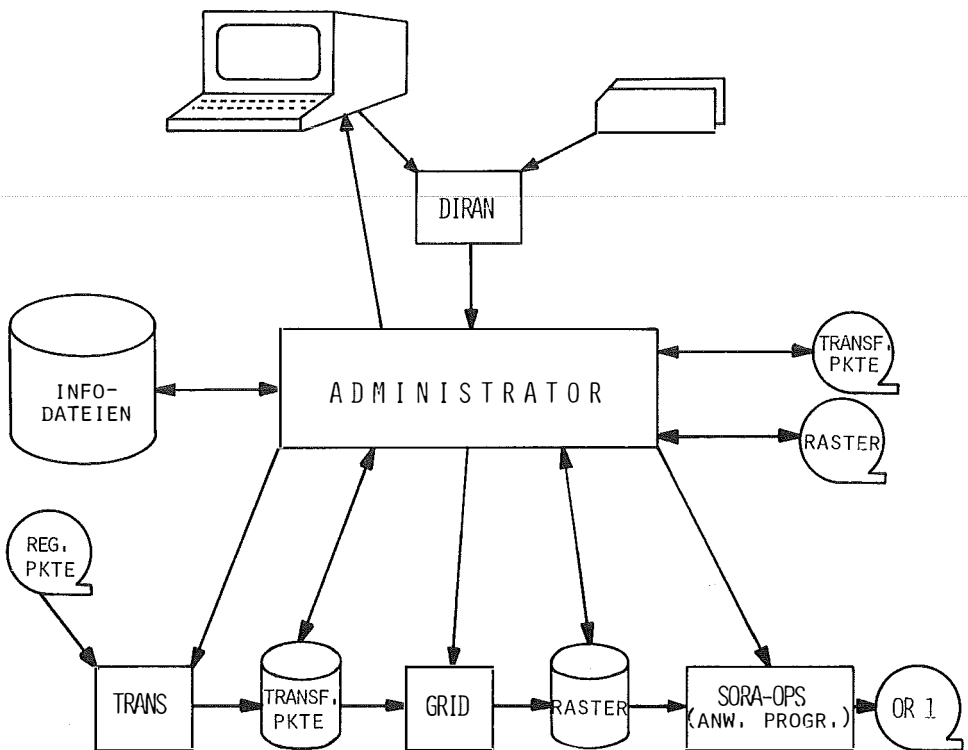 DIRAN
INFO-
DATEIEN
ADMINISTRATOR
TRANSF.
PKTE
RASTER
REG.
PKTE
TRANS
TRANSF.
PKTE
GRID
RASTER
SORA-OPS
(ANW. PROGR.)
OR 1